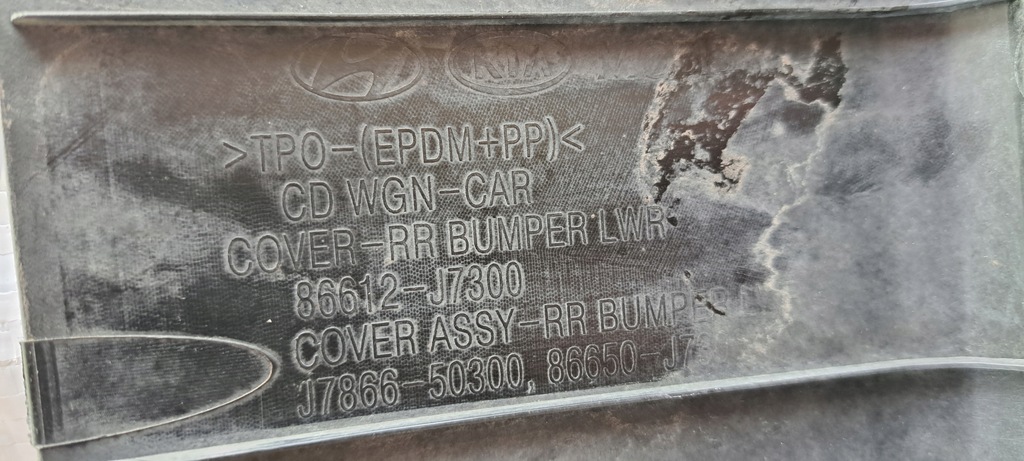 KIA
>TPO-(EPDM+PP)<
CD WGN-CAR
COVER-RR BUMPER LWR
86612-J7300
COVER ASSY-RR BUMPER
J7866-50300, 86650-J7